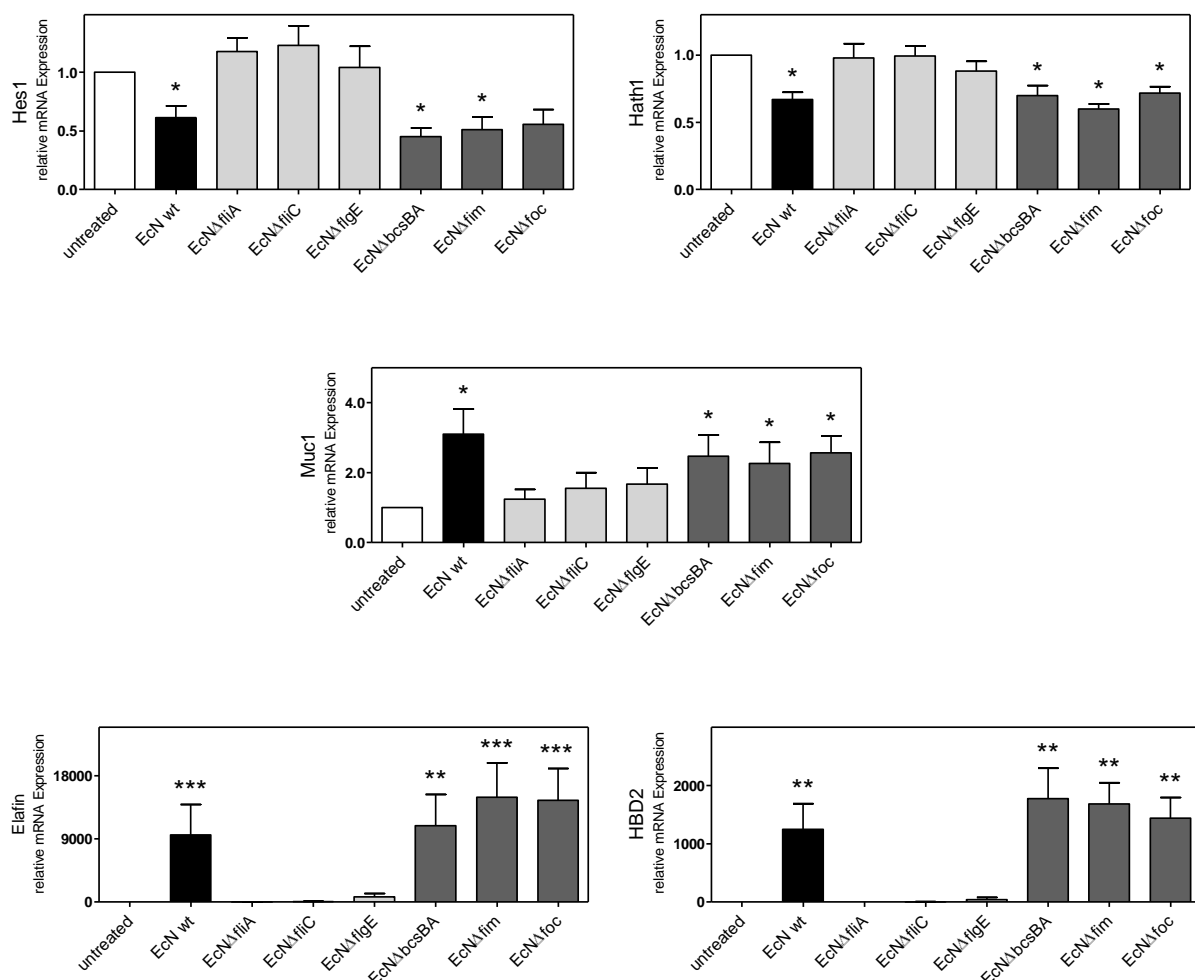 Hes1
relative mRNA Expression
1.0
0.5
0.0
*
*
*
untreated
EcN wt
EcNΔfliA
EcNΔfliC
EcNΔflgE
EcNΔbcsBA
EcNΔfim
EcNΔfoc
Hath1
relative mRNA Expression
1.0
0.5
0.0
*
*
*
*
untreated
EcN wt
EcNΔfliA
EcNΔfliC
EcNΔflgE
EcNΔbcsBA
EcNΔfim
EcNΔfoc
Muc1
relative mRNA Expression
4.0
2.0
0.0
*
*
*
*
untreated
EcN wt
EcNΔfliA
EcNΔfliC
EcNΔflgE
EcNΔbcsBA
EcNΔfim
EcNΔfoc
Elafin
relative mRNA Expression
18000
9000
0
***
**
***
***
untreated
EcN wt
EcNΔfliA
EcNΔfliC
EcNΔflgE
EcNΔbcsBA
EcNΔfim
EcNΔfoc
HBD2
relative mRNA Expression
2000
1000
0
**
**
**
**
untreated
EcN wt
EcNΔfliA
EcNΔfliC
EcNΔflgE
EcNΔbcsBA
EcNΔfim
EcNΔfoc